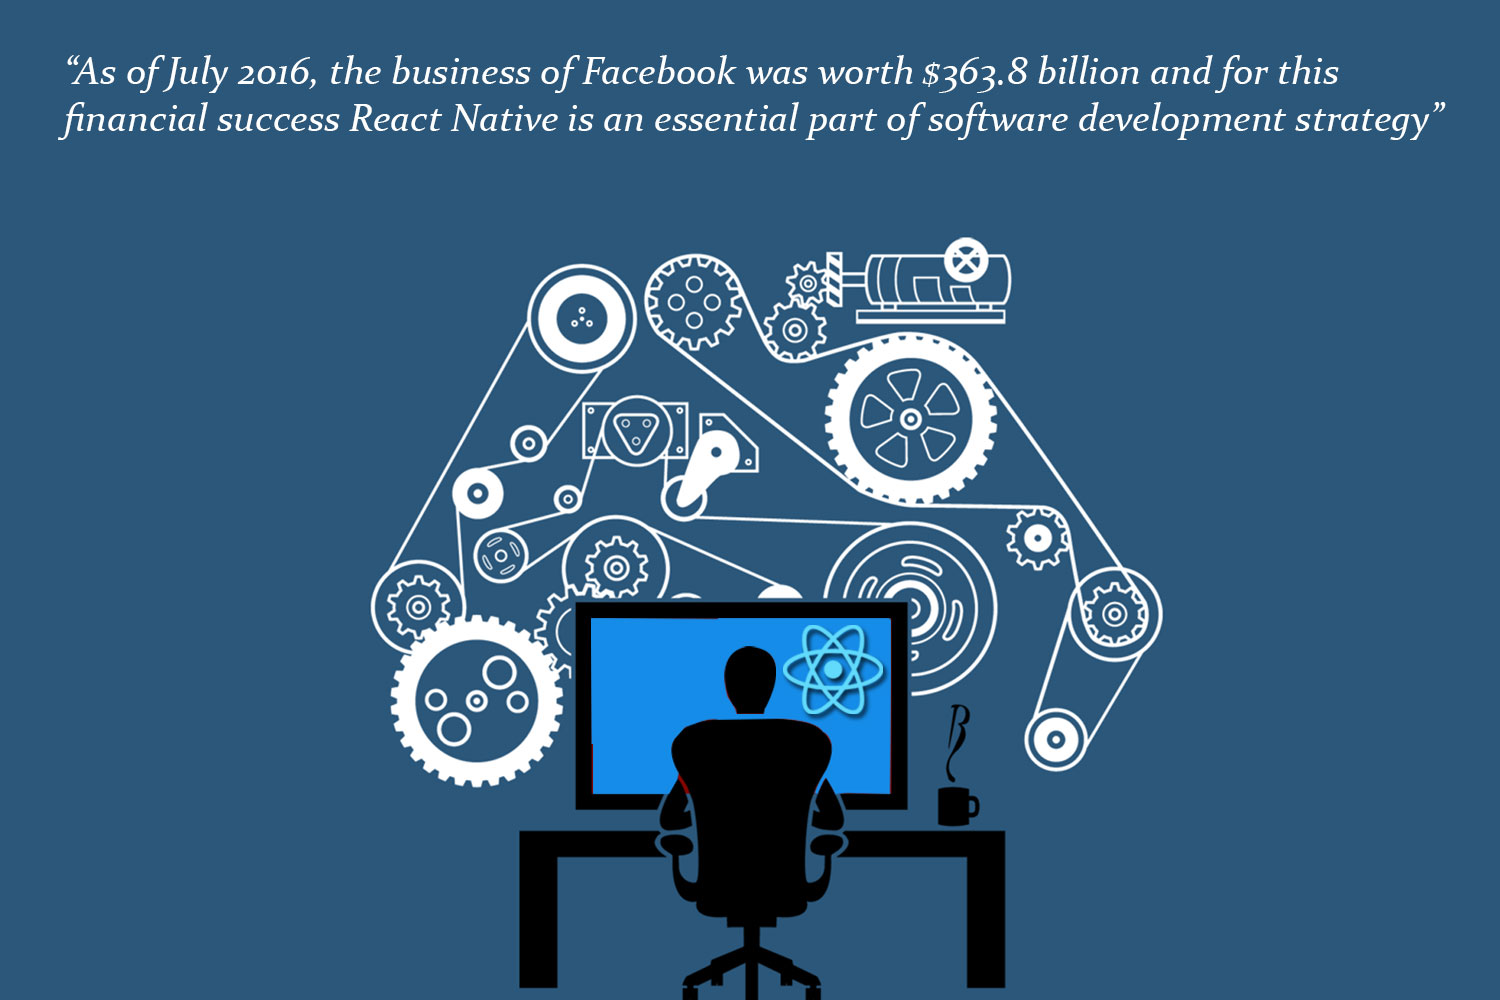 “As of July 2016, the business of Facebook was worth $363.8 billion and for this
financial success React Native is an essential part of software development strategy”